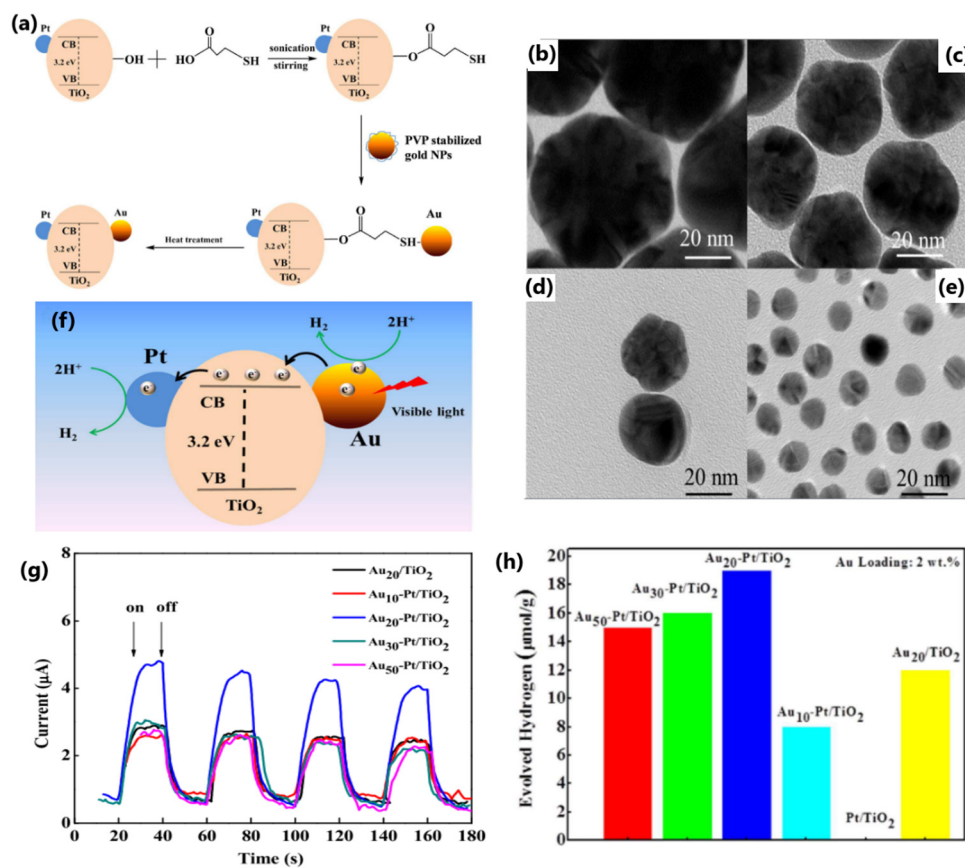 (a)
Pt
CB
3.2 eV
VB
TiO2
OH
HO
O
SH
sonication
stirring
Pt
CB
3.2 eV
VB
TiO2
O
O
SH
PVP stabilized
gold NPs
Pt
CB
3.2 eV
VB
TiO2
Au
Heat treatment
Pt
CB
3.2 eV
VB
TiO2
O
O
SH
Au
(b)
20 nm
(c)
20 nm
(d)
20 nm
(e)
20 nm
(f)
H2
2H+
Pt
2H+
H2
e-
e- e- e-
e-
e-
CB
3.2 eV
VB
TiO2
Au
Visible light
(g)
8
6
4
2
0
Current (μA)
on off
Au20/TiO2
Au10-Pt/TiO2
Au20-Pt/TiO2
Au30-Pt/TiO2
Au50-Pt/TiO2
0 20 40 60 80 100 120 140 160 180
Time (s)
(h)
20
18
16
14
12
10
8
6
4
2
0
Evolved Hydrogen (μmol/g)
Au Loading: 2 wt.%
Au50-Pt/TiO2
Au30-Pt/TiO2
Au20-Pt/TiO2
Au10-Pt/TiO2
Pt/TiO2
Au20/TiO2